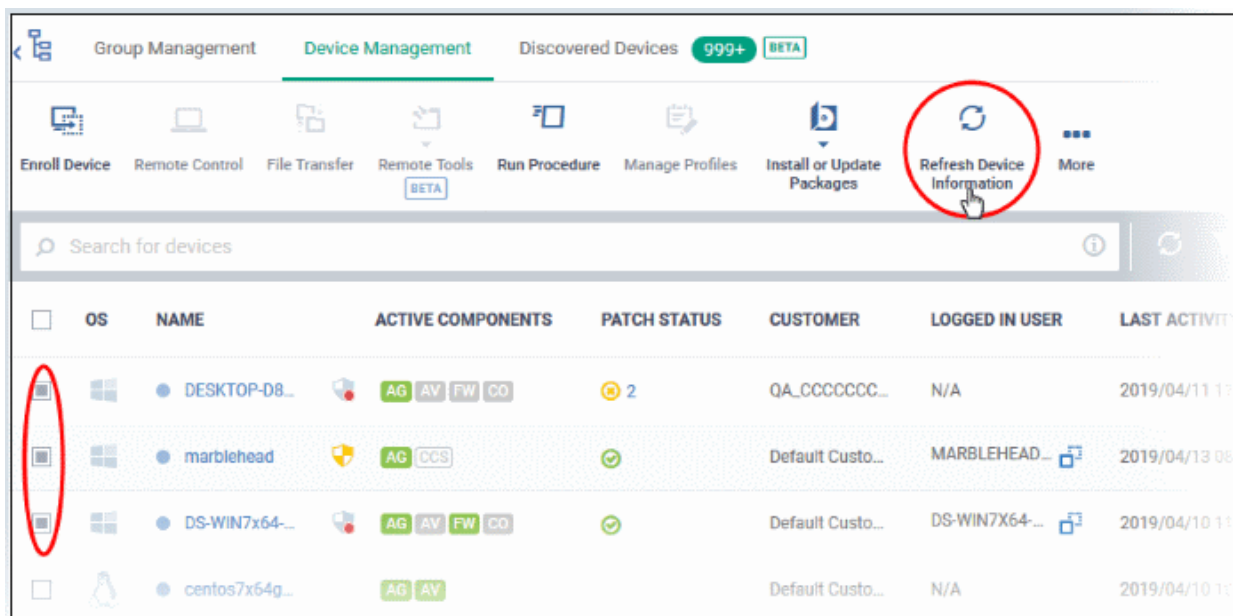 Group Management Device Management Discovered Devices 999+ BETA
Enroll Device Remote Control File Transfer Remote Tools Run Procedure Manage Profiles Install or Update Refresh Device More
BETA Packages Information
Search for devices
OS NAME ACTIVE COMPONENTS PATCH STATUS CUSTOMER LOGGED IN USER LAST ACTIVIT
DESKTOP-D8... AG AV FW CO 2 QA_CCCCCCC... N/A 2019/04/11
marblehead AG CCS Default Custo... MARBLEHEAD... 2019/04/13
DS-WIN7x64-... AG AV FW CO Default Custo... DS-WIN7X64-... 2019/04/10
centos7x64g... AG AV Default Custo... N/A 2019/04/10